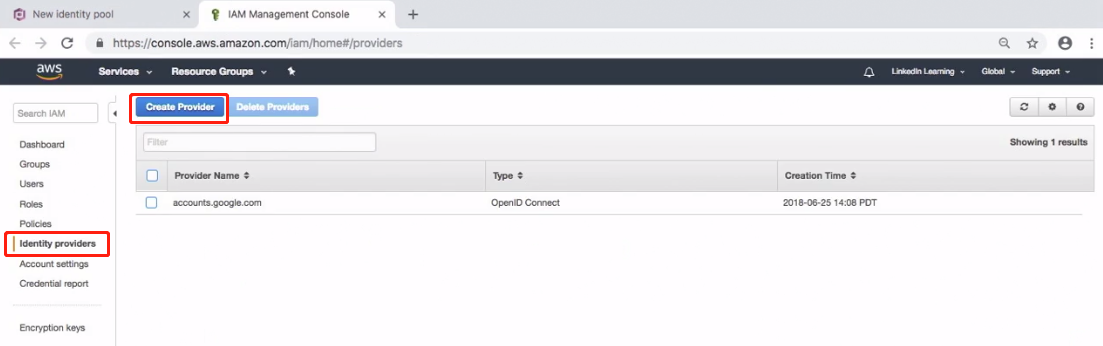 New identity pool
IAM Management Console
https://console.aws.amazon.com/iam/home#/providers
aws Services Resource Groups LinkedIn Learning Global Support
Search IAM
Create Provider Delete Providers
Filter
Showing 1 results
Provider Name Type Creation Time
accounts.google.com OpenID Connect 2018-06-25 14:08 PDT
Dashboard
Groups
Users
Roles
Policies
Identity providers
Account settings
Credential report
Encryption keys